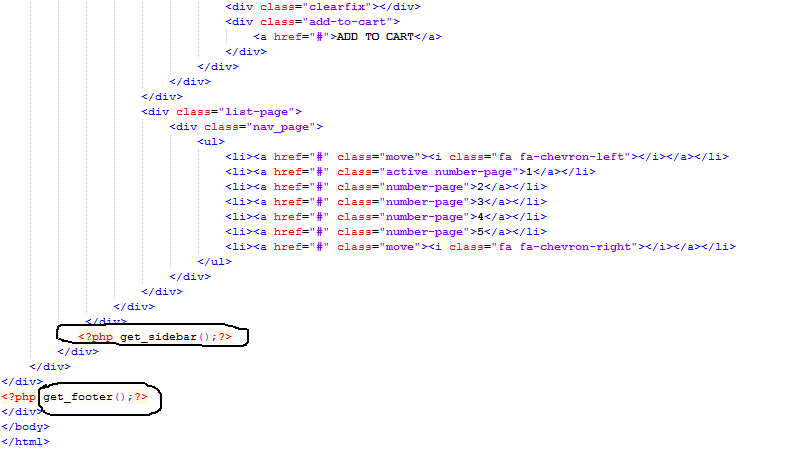 <div class="clearfix"></div>
<div class="add-to-cart">
<a href="#">ADD TO CART</a>
</div>
</div>
</div>
</div>
<div class="list-page">
<div class="nav_page">
<ul>
<li><a href="#" class="move"><i class="fa fa-chevron-left"></i></a></li>
<li><a href="#" class="active number-page">1</a></li>
<li><a href="#" class="number-page">2</a></li>
<li><a href="#" class="number-page">3</a></li>
<li><a href="#" class="number-page">4</a></li>
<li><a href="#" class="number-page">5</a></li>
<li><a href="#" class="move"><i class="fa fa-chevron-right"></i></a></li>
</ul>
</div>
</div>
</div>
</div>
<?php get_sidebar();?>
</div>
</div>
</div>
<?php get_footer();?>
</div>
</body>
</html>